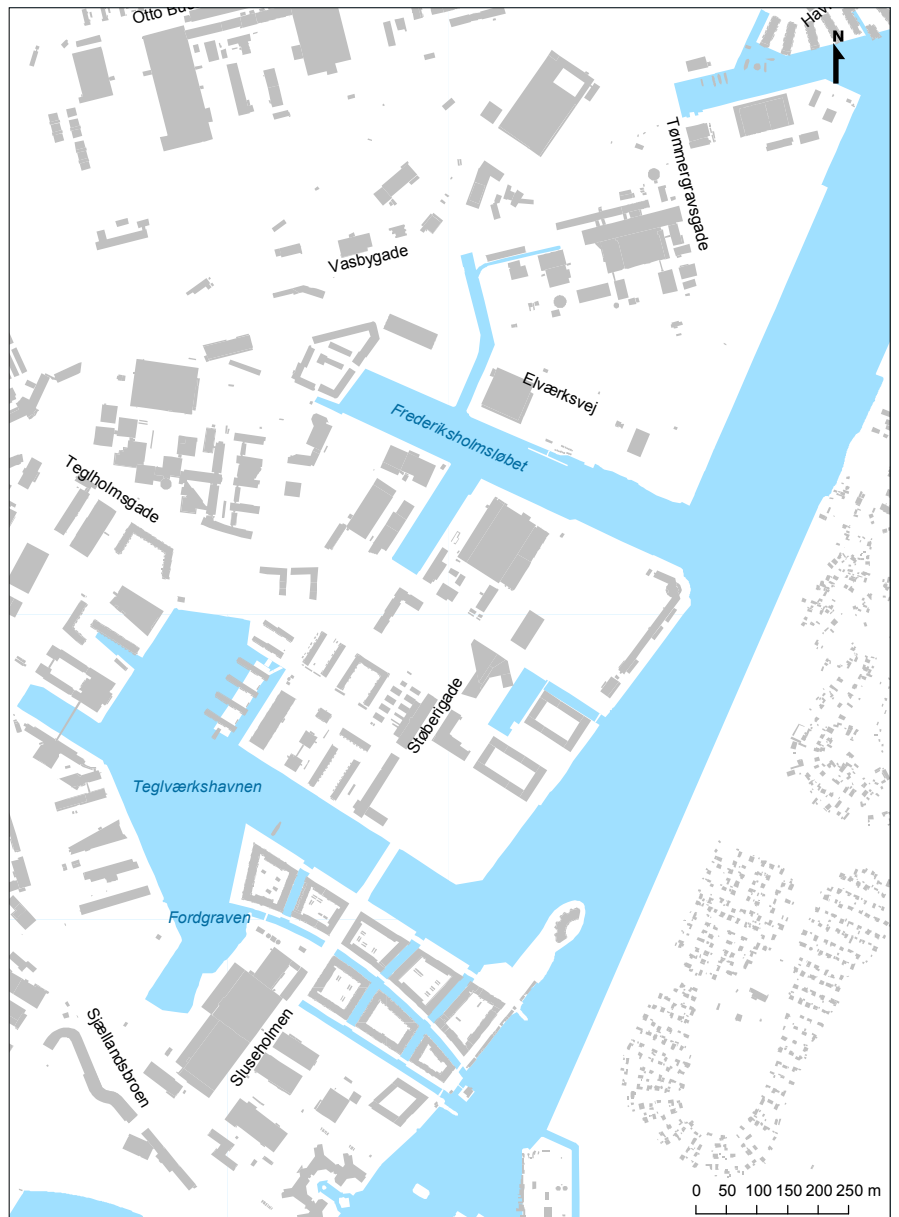 N
Tømmergravsgade
Vasbygade
Elværksvej
Frederiksholmsløbet
Teglholmsgade
Støberigade
Teglværkshavnen
Fordgraven
Sluseholmen
Sjællandsbroen
0 50 100 150 200 250 m